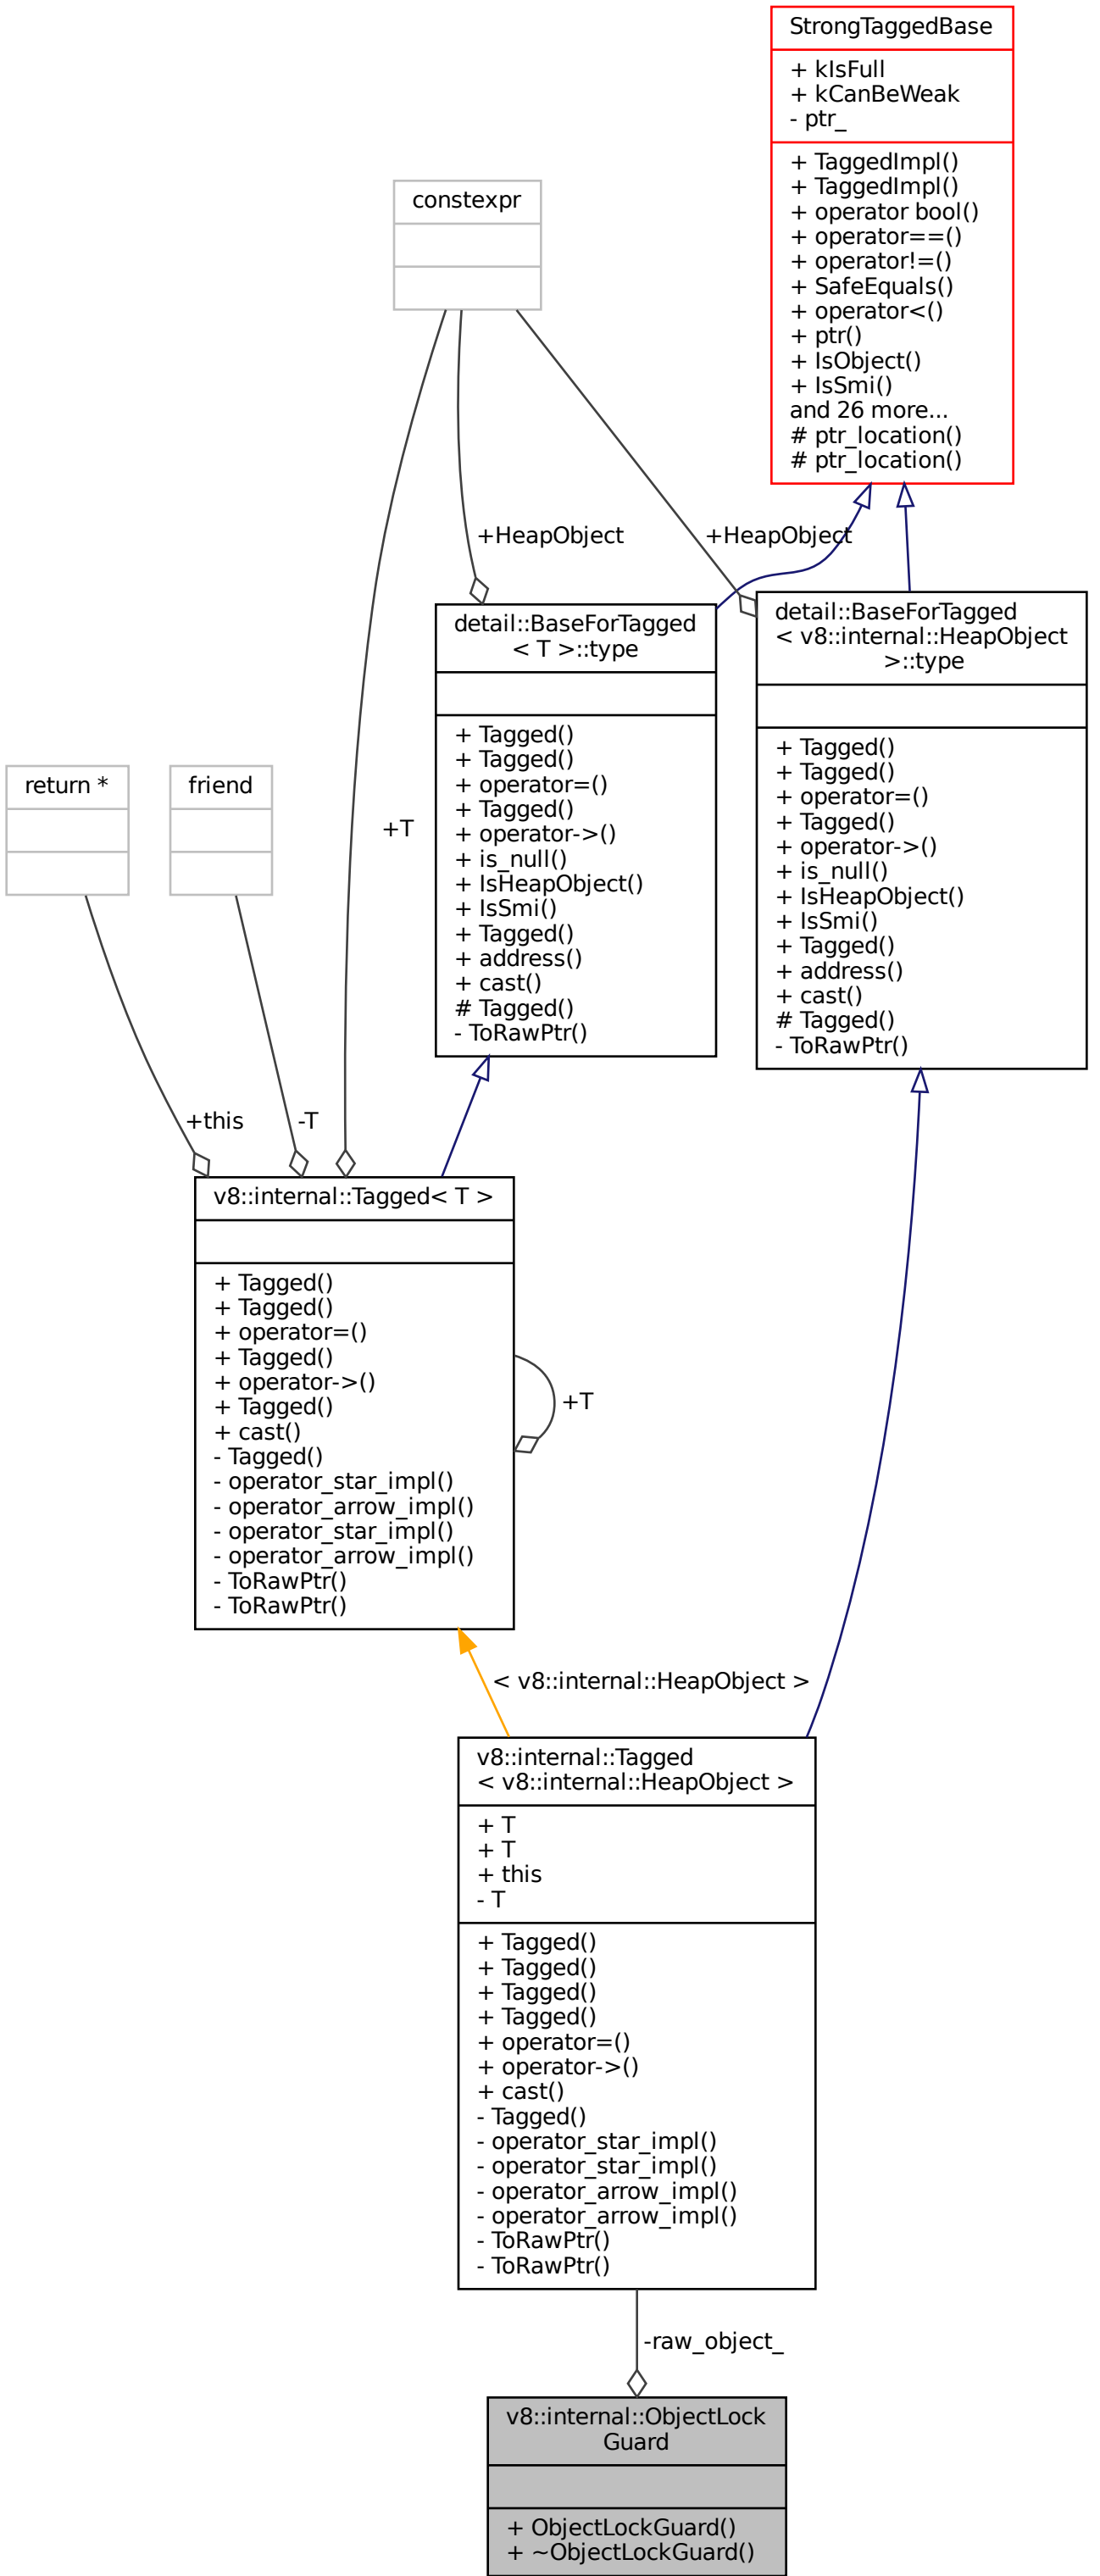 StrongTaggedBase
+ kIsFull
+ kCanBeWeak
- ptr_
+ TaggedImpl()
+ TaggedImpl()
+ operator bool()
+ operator==()
+ operator!=()
+ SafeEquals()
+ operator<()
+ ptr()
+ IsObject()
+ IsSmi()
and 26 more...
# ptr_location()
# ptr_location()
constexpr
+HeapObject
+HeapObject
detail::BaseForTagged
< T >::type
+ Tagged()
+ Tagged()
+ operator=()
+ Tagged()
+ operator->()
+ is_null()
+ IsHeapObject()
+ IsSmi()
+ Tagged()
+ address()
+ cast()
# Tagged()
- ToRawPtr()
detail::BaseForTagged
< v8::internal::HeapObject
>::type
+ Tagged()
+ Tagged()
+ operator=()
+ Tagged()
+ operator->()
+ is_null()
+ IsHeapObject()
+ IsSmi()
+ Tagged()
+ address()
+ cast()
# Tagged()
- ToRawPtr()
return *
friend
+T
+this
-T
v8::internal::Tagged< T >
+ Tagged()
+ Tagged()
+ operator=()
+ Tagged()
+ operator->()
+ Tagged()
+ cast()
- Tagged()
- operator_star_impl()
- operator_arrow_impl()
- operator_star_impl()
- operator_arrow_impl()
- ToRawPtr()
- ToRawPtr()
+T
< v8::internal::HeapObject >
v8::internal::Tagged
< v8::internal::HeapObject >
+ T
+ T
+ this
- T
+ Tagged()
+ Tagged()
+ Tagged()
+ Tagged()
+ operator=()
+ operator->()
+ cast()
- Tagged()
- operator_star_impl()
- operator_star_impl()
- operator_arrow_impl()
- operator_arrow_impl()
- ToRawPtr()
- ToRawPtr()
-raw_object_
v8::internal::ObjectLock
Guard
+ ObjectLockGuard()
+ ~ObjectLockGuard()